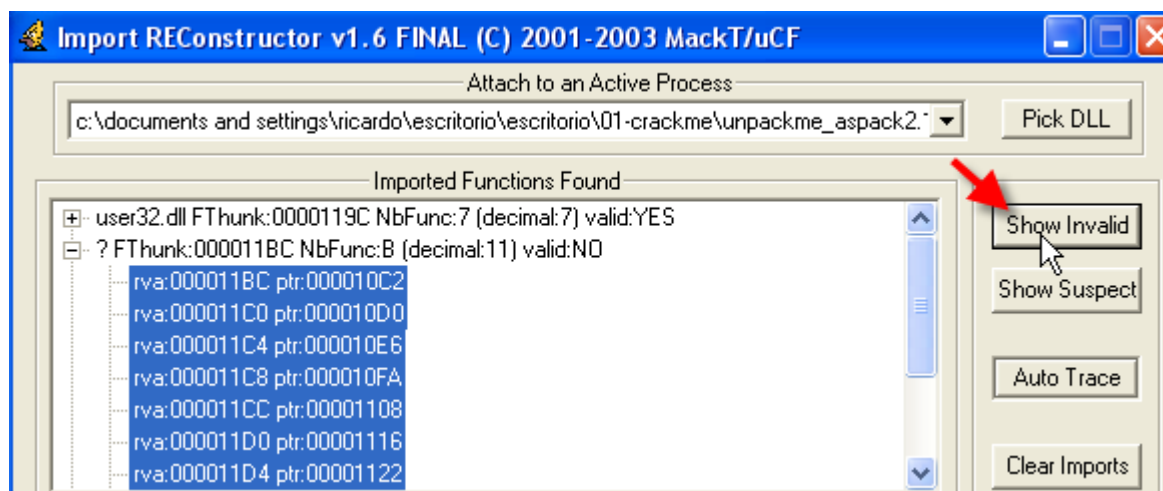 Import REConstructor v1.6 FINAL (C) 2001-2003 MackT/uCF
Attach to an Active Process
c:\documents and settings\ricardo\escritorio\escritorio\01-crackme\unpackme_aspack2.
Pick DLL
Imported Functions Found
user32.dll FThunk:0000119C NbFunc:7 (decimal:7) valid:YES
? FThunk:000011BC NbFunc:B (decimal:11) valid:NO
rva:000011BC ptr:000010C2
rva:000011C0 ptr:000010D0
rva:000011C4 ptr:000010E6
rva:000011C8 ptr:000010FA
rva:000011CC ptr:00001108
rva:000011D0 ptr:00001116
rva:000011D4 ptr:00001122
Show Invalid
Show Suspect
Auto Trace
Clear Imports